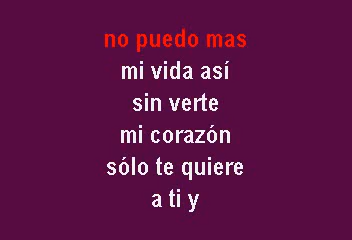 no puedo mas
mi vida así
sin verte
mi corazón
sólo te quiere
a ti y